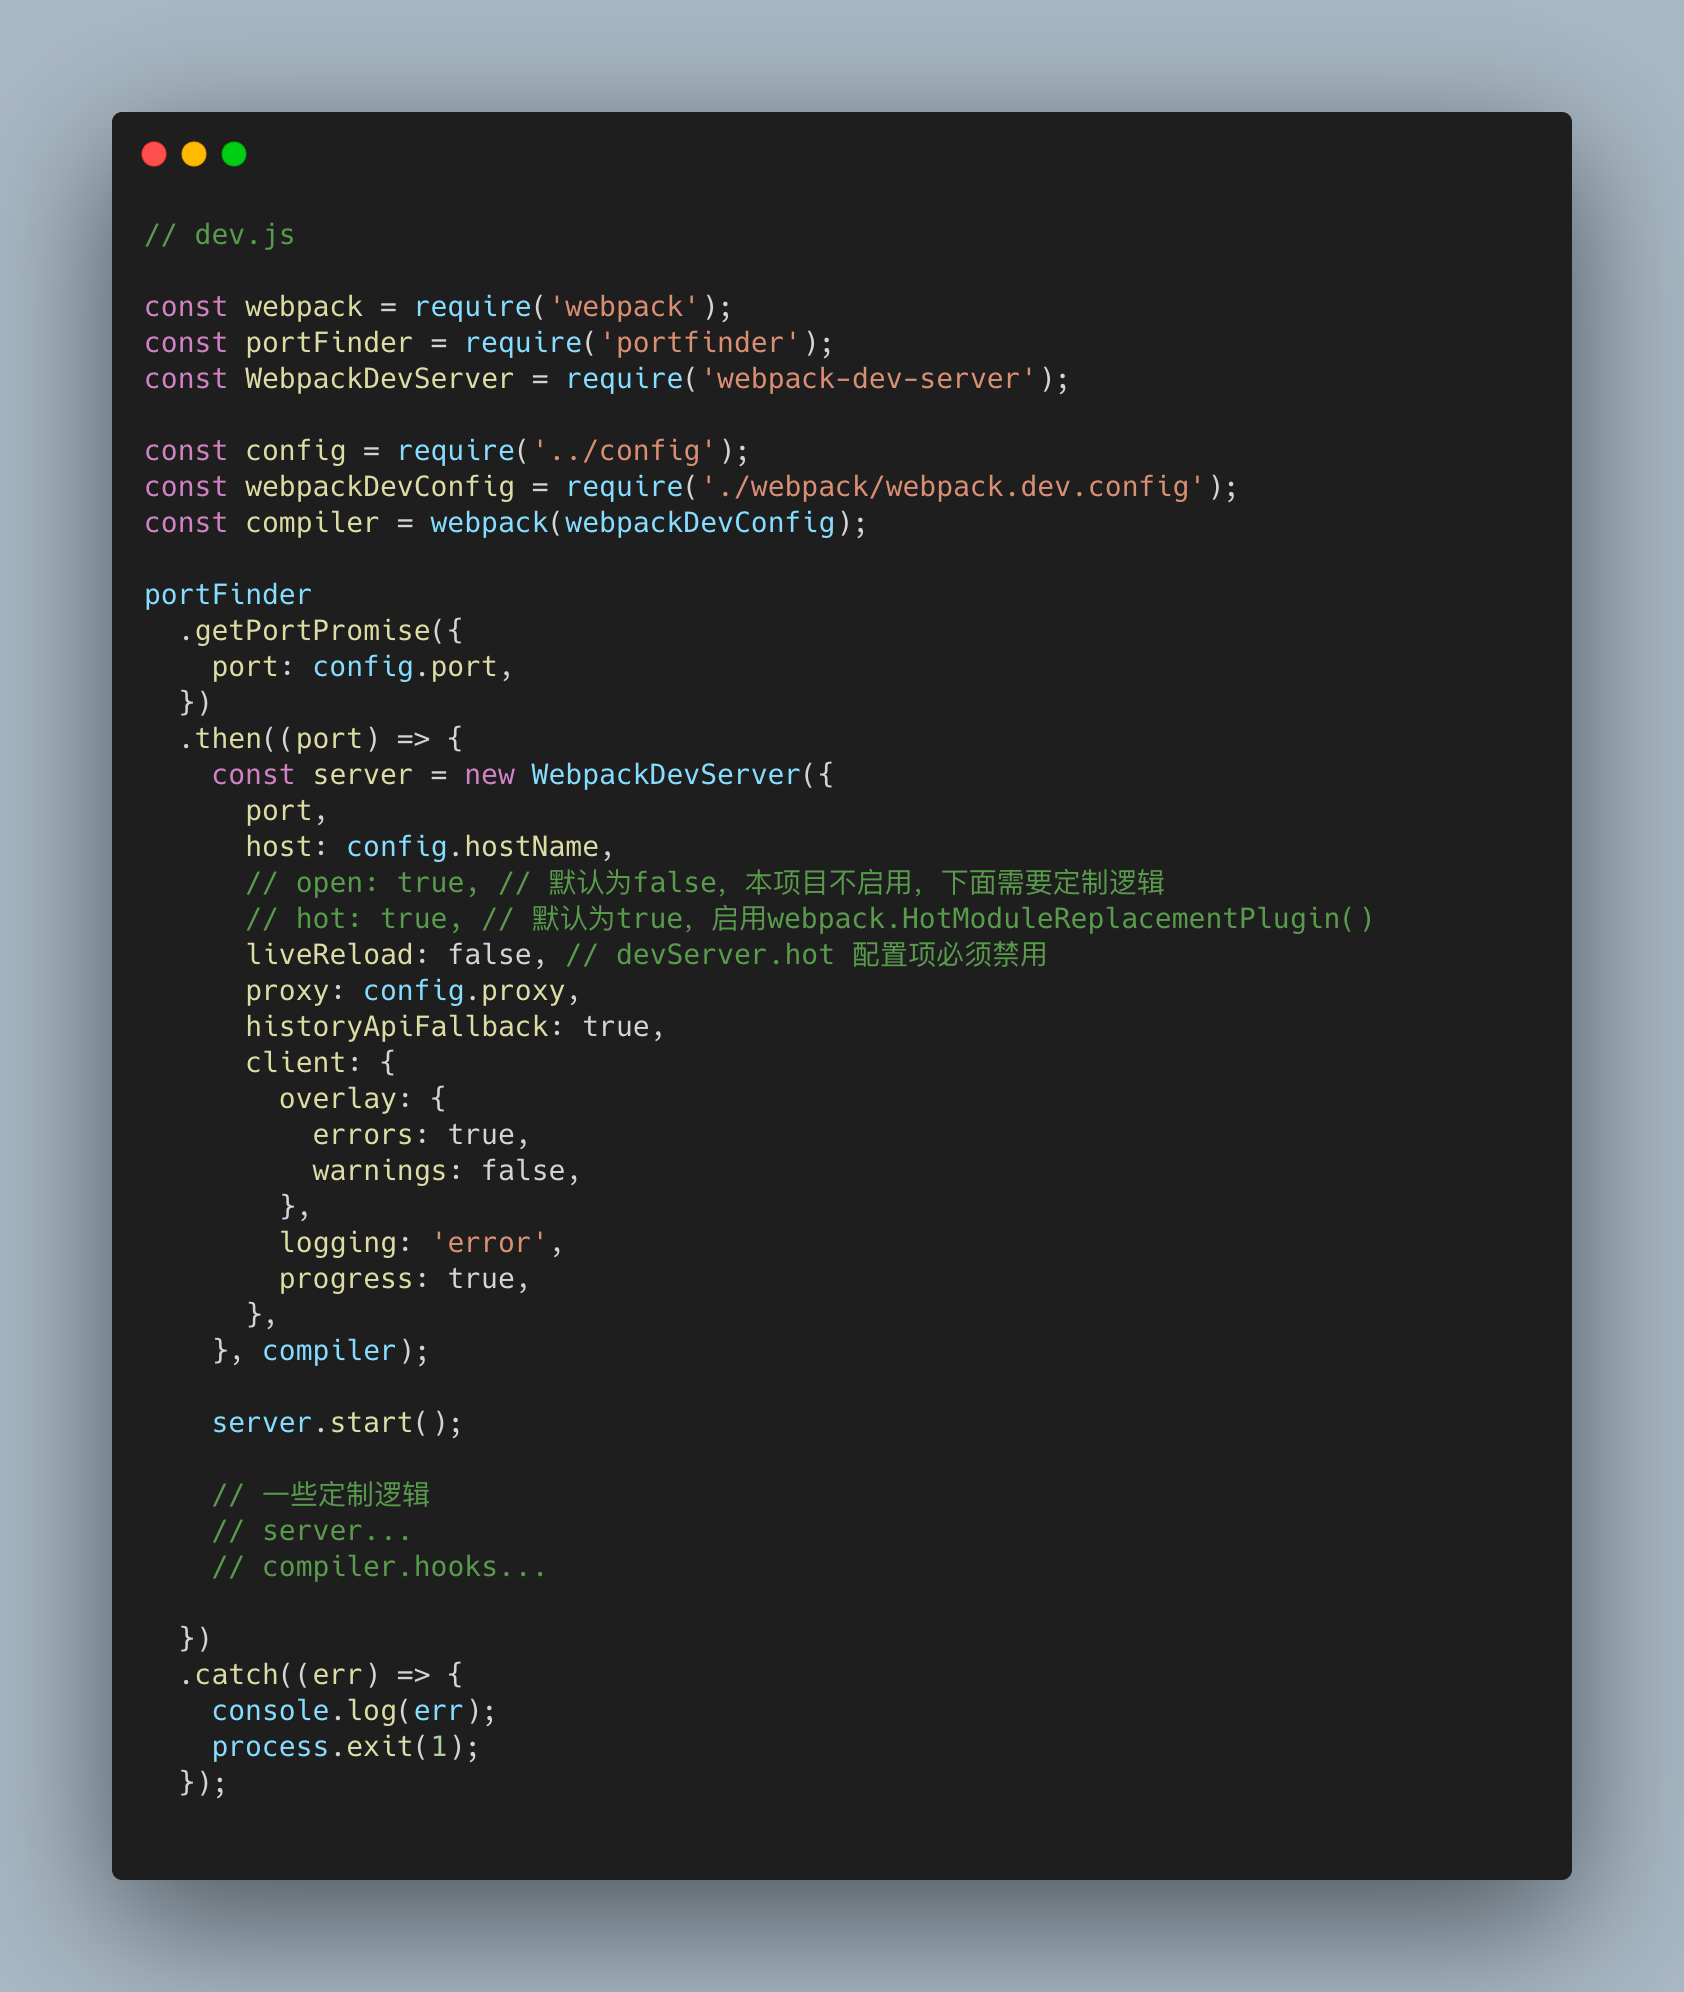 // dev.js
const webpack = require('webpack');
const portFinder = require('portfinder');
const WebpackDevServer = require('webpack-dev-server');
const config = require('../config');
const webpackDevConfig = require('./webpack/webpack.dev.config');
const compiler = webpack(webpackDevConfig);
portFinder
  .getPortPromise({
    port: config.port,
  })
  .then((port) => {
    const server = new WebpackDevServer({
      port,
      host: config.hostName,
      // open: true, // 默认为false，本项目不启用，下面需要定制逻辑
      // hot: true, // 默认为true，启用webpack.HotModuleReplacementPlugin()
      liveReload: false, // devServer.hot 配置项必须禁用
      proxy: config.proxy,
      historyApiFallback: true,
      client: {
        overlay: {
          errors: true,
          warnings: false,
        },
        logging: 'error',
        progress: true,
      },
    }, compiler);
    server.start();
    // 一些定制逻辑
    // server...
    // compiler.hooks...
  })
  .catch((err) => {
    console.log(err);
    process.exit(1);
  });